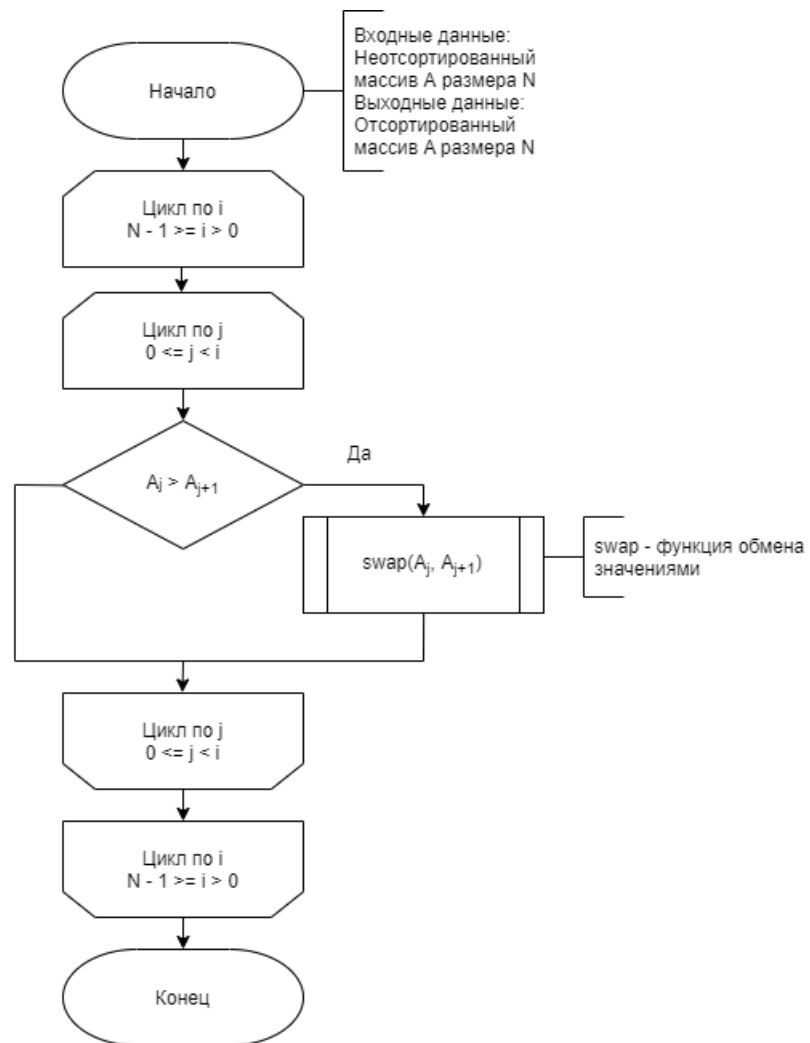 Начало
Входные данные:
Неотсортированный
массив А размера N
Выходные данные:
Отсортированный
массив А размера N
Цикл по i
N - 1 >= i > 0
Цикл по j
0 <= j < i
Aj > Aj+1
Да
swap(Aj, Aj+1)
swap - функция обмена
значениями
Цикл по j
0 <= j < i
Цикл по i
N - 1 >= i > 0
Конец